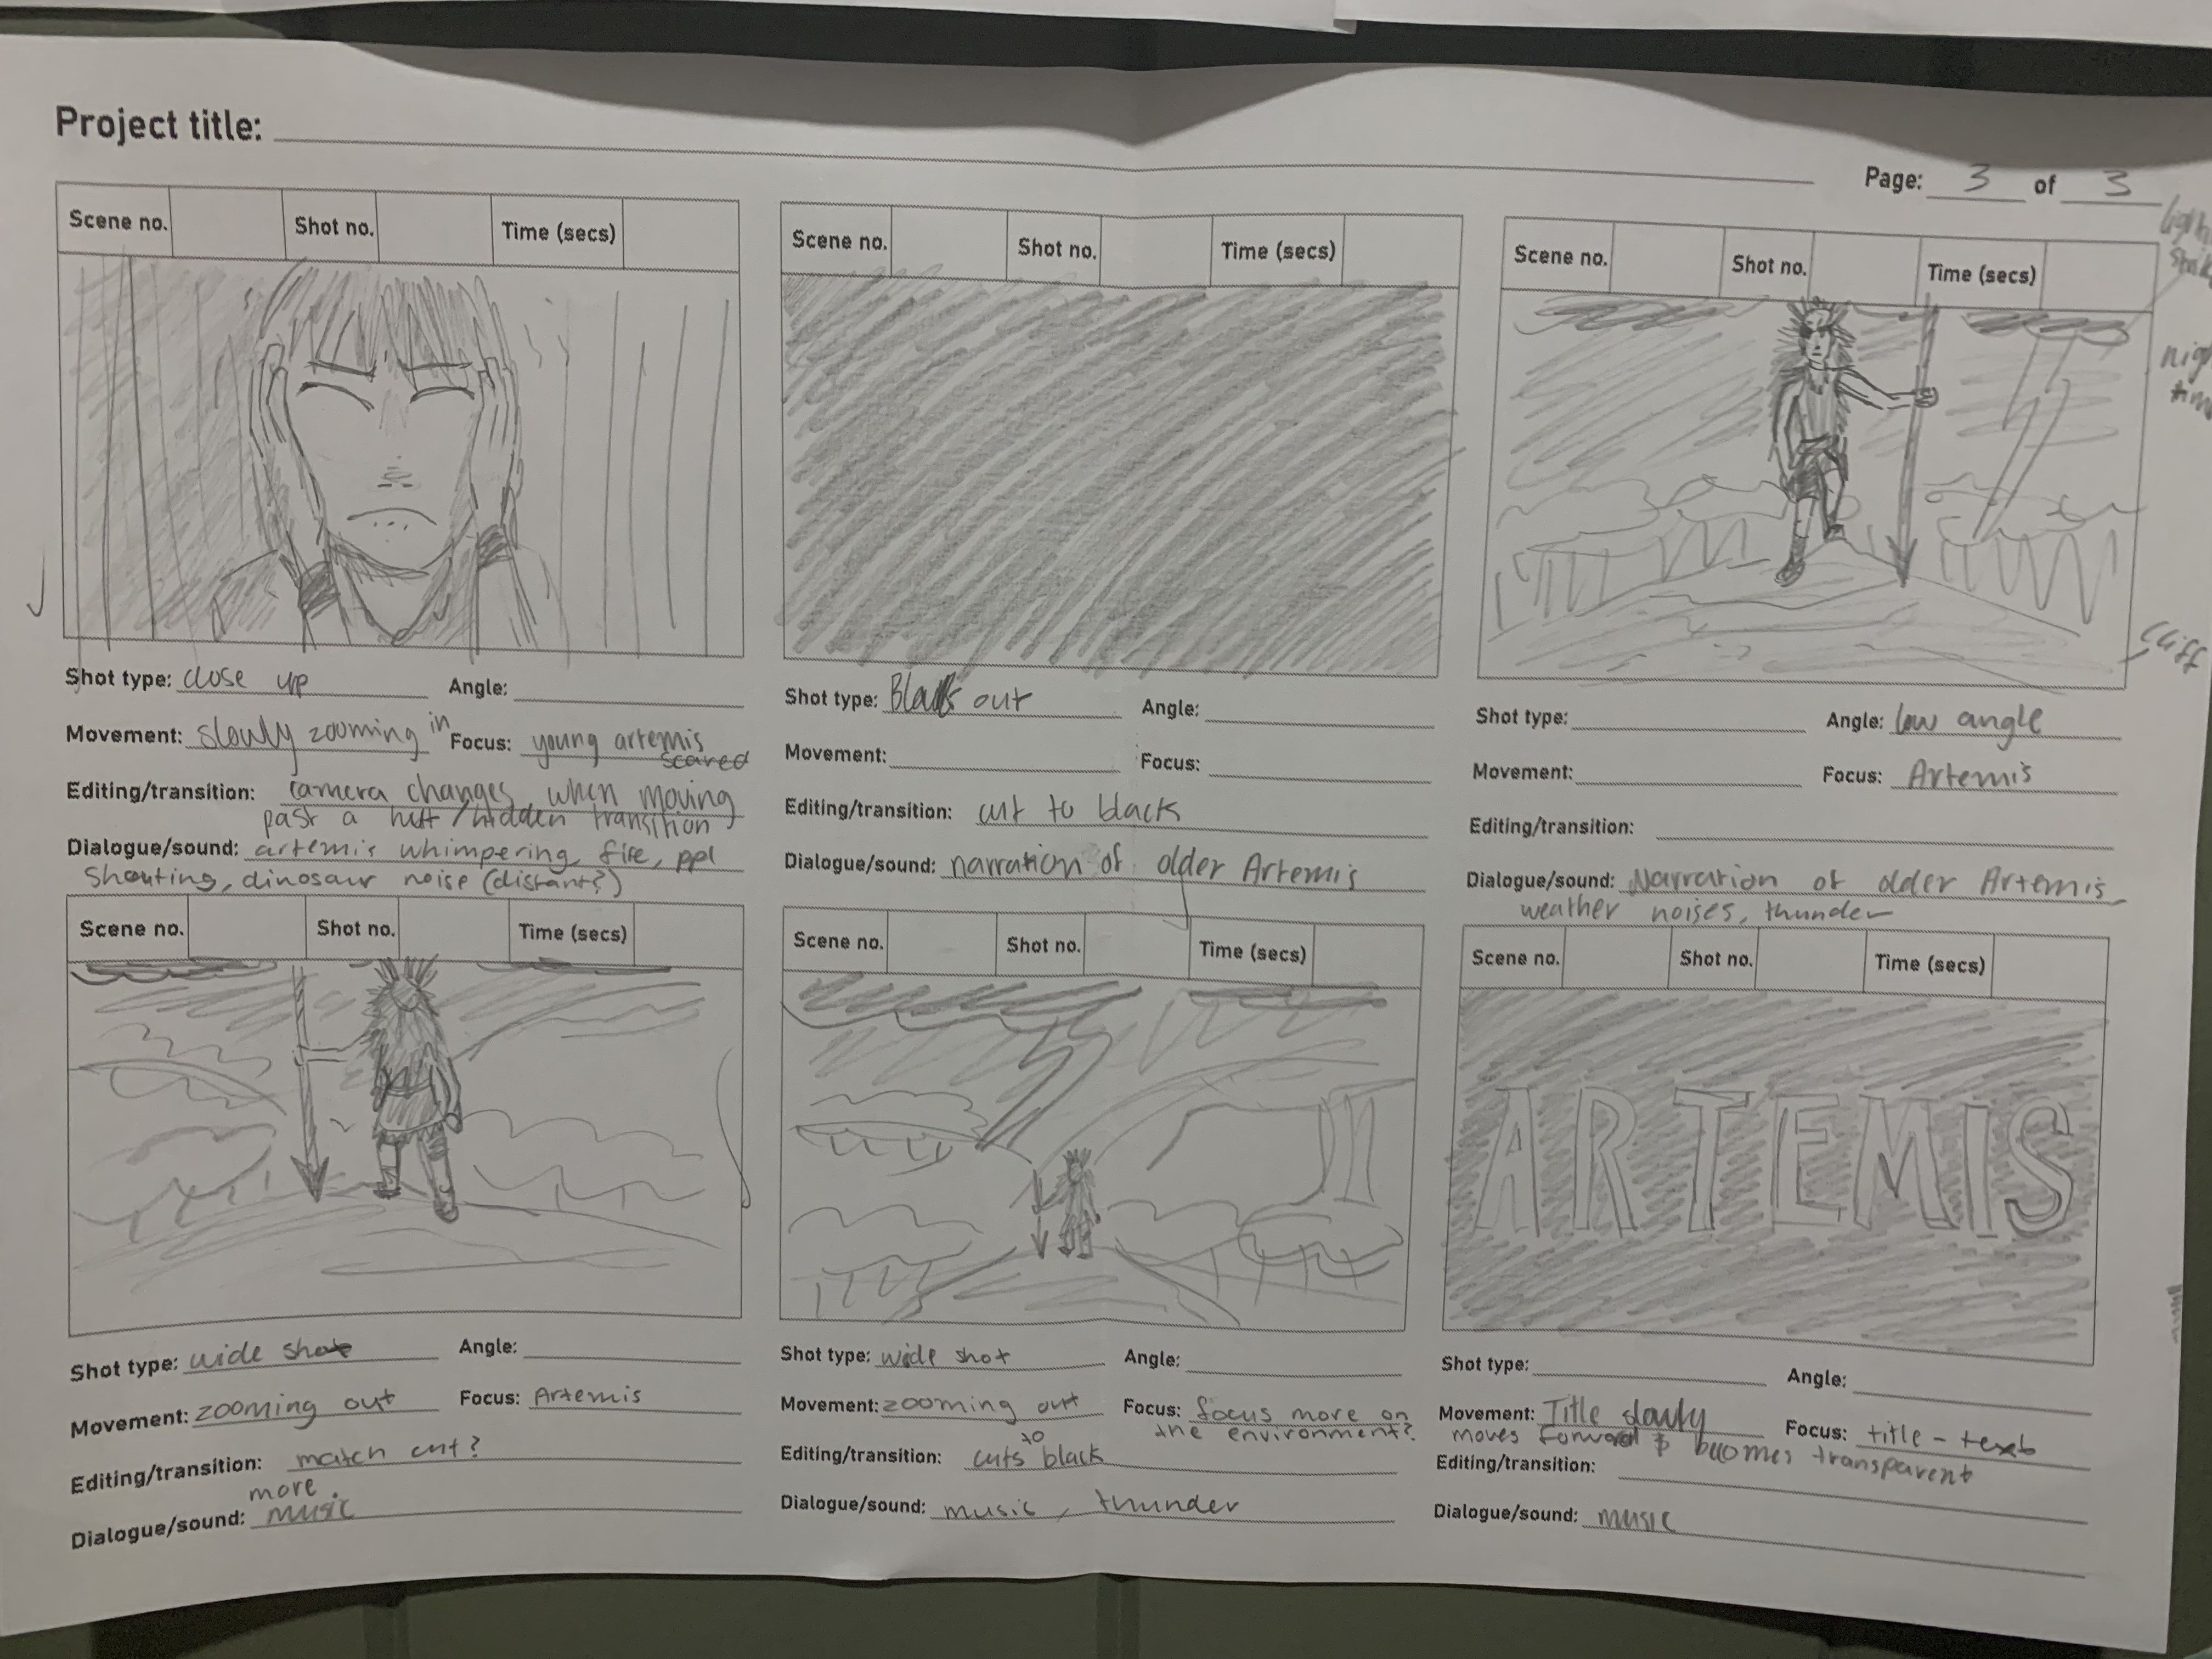 Project title:
Page: 3 of 3
Scene no. Shot no. Time (secs)
Shot type: close up Angle:
Movement: slowly zooming in Focus: young artemis
scared
Editing/transition: camera changes when moving
past a hutt/hidden transition
Dialogue/sound: artemis whimpering, fire, ppl
shouting, dinosaur noise (distant?)
Scene no. Shot no. Time (secs)
Shot type: Black out Angle:
Movement: Focus:
Editing/transition: cut to black
Dialogue/sound: narration of older Artemis
Scene no. Shot no. Time (secs)
night
time
cliff
Shot type: Angle: low angle
Movement: Focus: Artemis
Editing/transition:
Dialogue/sound: Narration of older Artemis
weather noises, thunder
Scene no. Shot no. Time (secs)
Shot type: wide shot Angle:
Movement: zooming out Focus: Artemis
Editing/transition: match cut?
more
Dialogue/sound: music
Scene no. Shot no. Time (secs)
Shot type: wide shot Angle:
Movement: zooming out Focus: focus more on
the environment?
Editing/transition: cuts to black
Dialogue/sound: music, thunder
Scene no. Shot no. Time (secs)
ARTEMIS
Shot type: Angle:
Movement: Title slowly Focus: title - text
moves forward & becomes transparent
Editing/transition:
Dialogue/sound: music